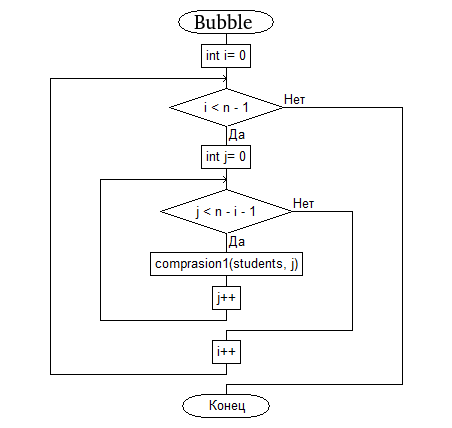 Bubble
int i= 0
i < n - 1
Нет
Да
int j= 0
j < n - i - 1
Нет
Да
comprasion1(students, j)
j++
i++
Конец